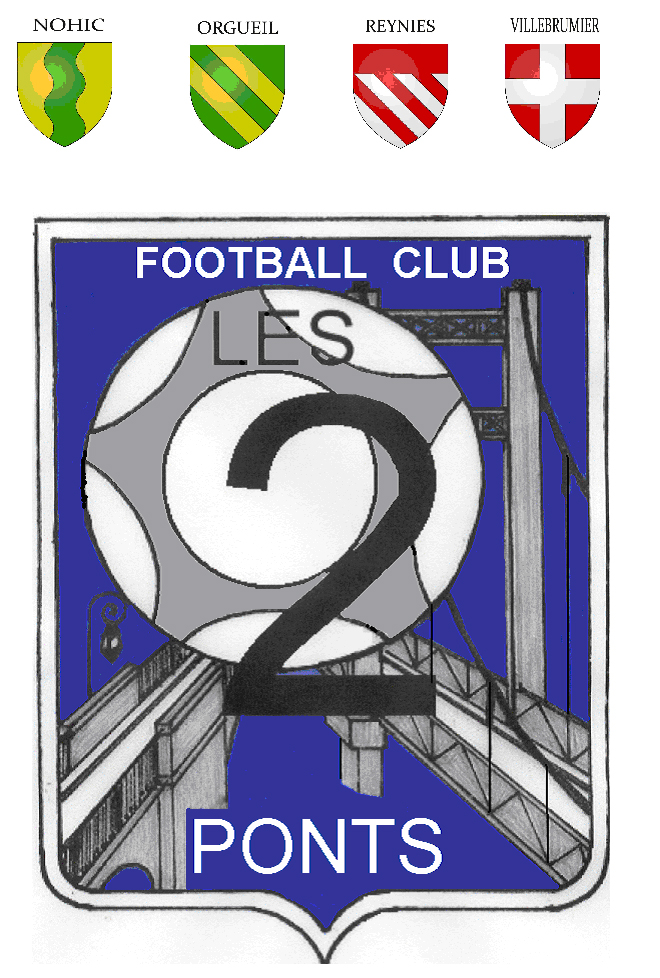 NOHIC ORGUEIL REYNIES VILLEBRUMIER
FOOTBALL CLUB
LES
2
PONTS